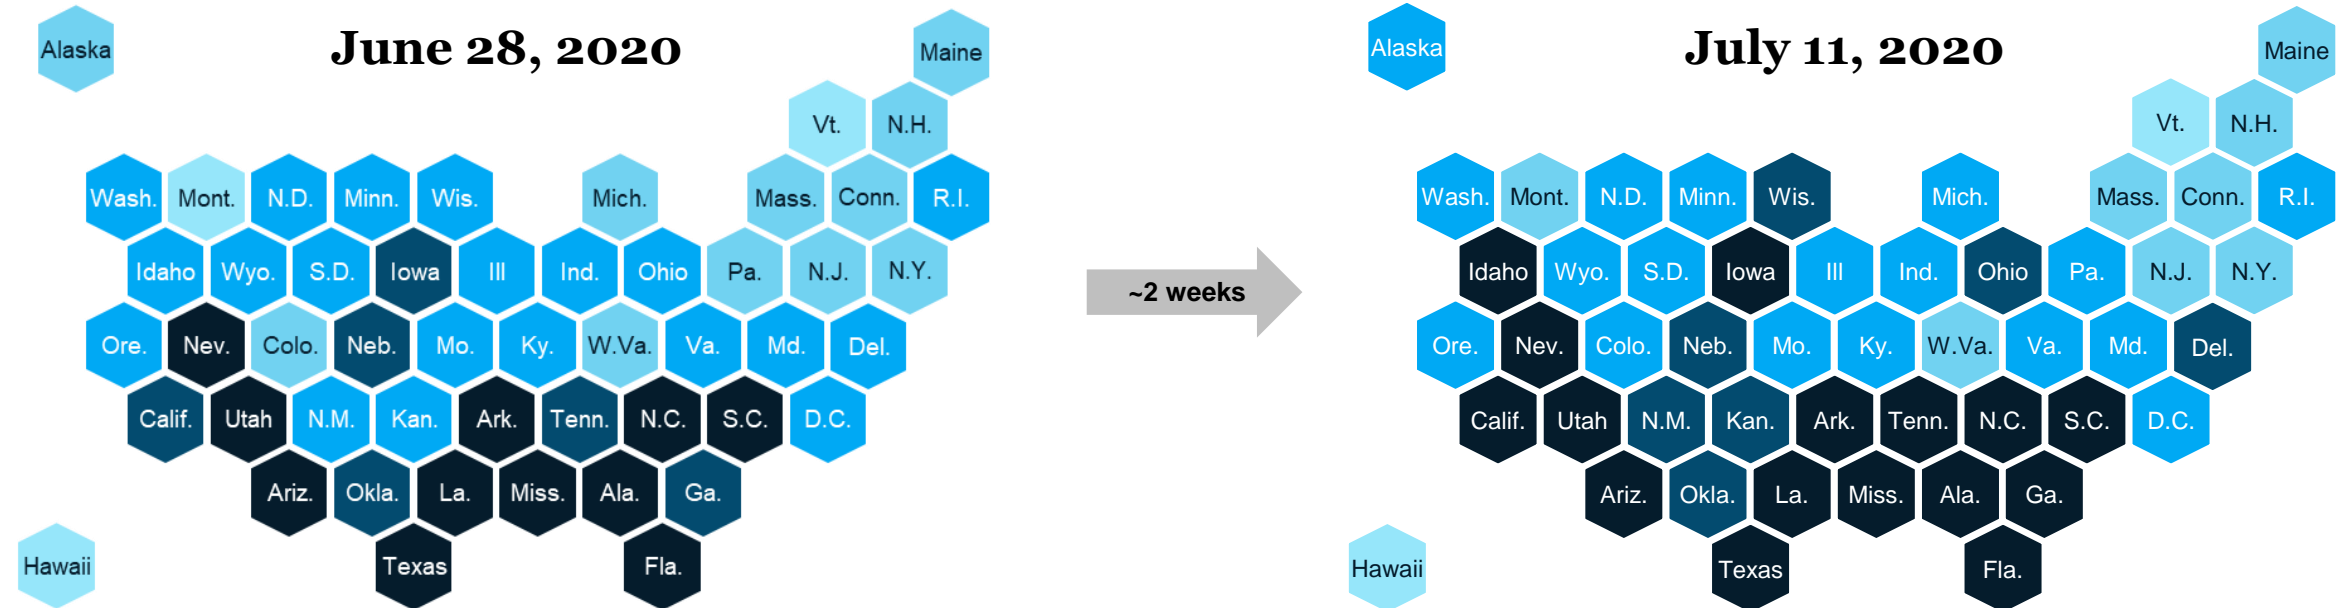 June 28, 2020
Alaska
Maine
Vt. N.H.
Wash. Mont. N.D. Minn. Wis. Mich. Mass. Conn. R.I.
Idaho Wyo. S.D. Iowa Ill Ind. Ohio Pa. N.J. N.Y.
Ore. Nev. Colo. Neb. Mo. Ky. W.Va. Va. Md. Del.
Calif. Utah N.M. Kan. Ark. Tenn. N.C. S.C. D.C.
Ariz. Okla. La. Miss. Ala. Ga.
Hawaii Texas Fla.
~2 weeks
July 11, 2020
Alaska
Maine
Vt. N.H.
Wash. Mont. N.D. Minn. Wis. Mich. Mass. Conn. R.I.
Idaho Wyo. S.D. Iowa Ill Ind. Ohio Pa. N.J. N.Y.
Ore. Nev. Colo. Neb. Mo. Ky. W.Va. Va. Md. Del.
Calif. Utah N.M. Kan. Ark. Tenn. N.C. S.C. D.C.
Ariz. Okla. La. Miss. Ala. Ga.
Hawaii Texas Fla.